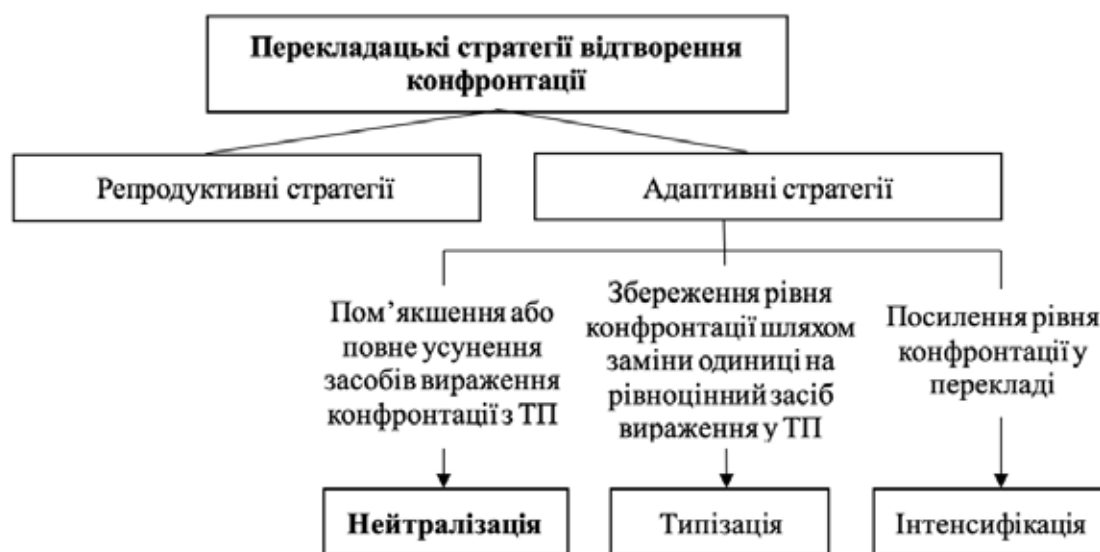 Перекладацькі стратегії відтворення
конфронтації
Репродуктивні стратегії
Адаптивні стратегії
Пом’якшення або
повне усунення
засобів вираження
конфронтації з ТП
Збереження рівня
конфронтації шляхом
заміни одиниці на
рівноцінний засіб
вираження у ТП
Посилення рівня
конфронтації у
перекладі
Нейтралізація
Типізація
Інтенсифікація